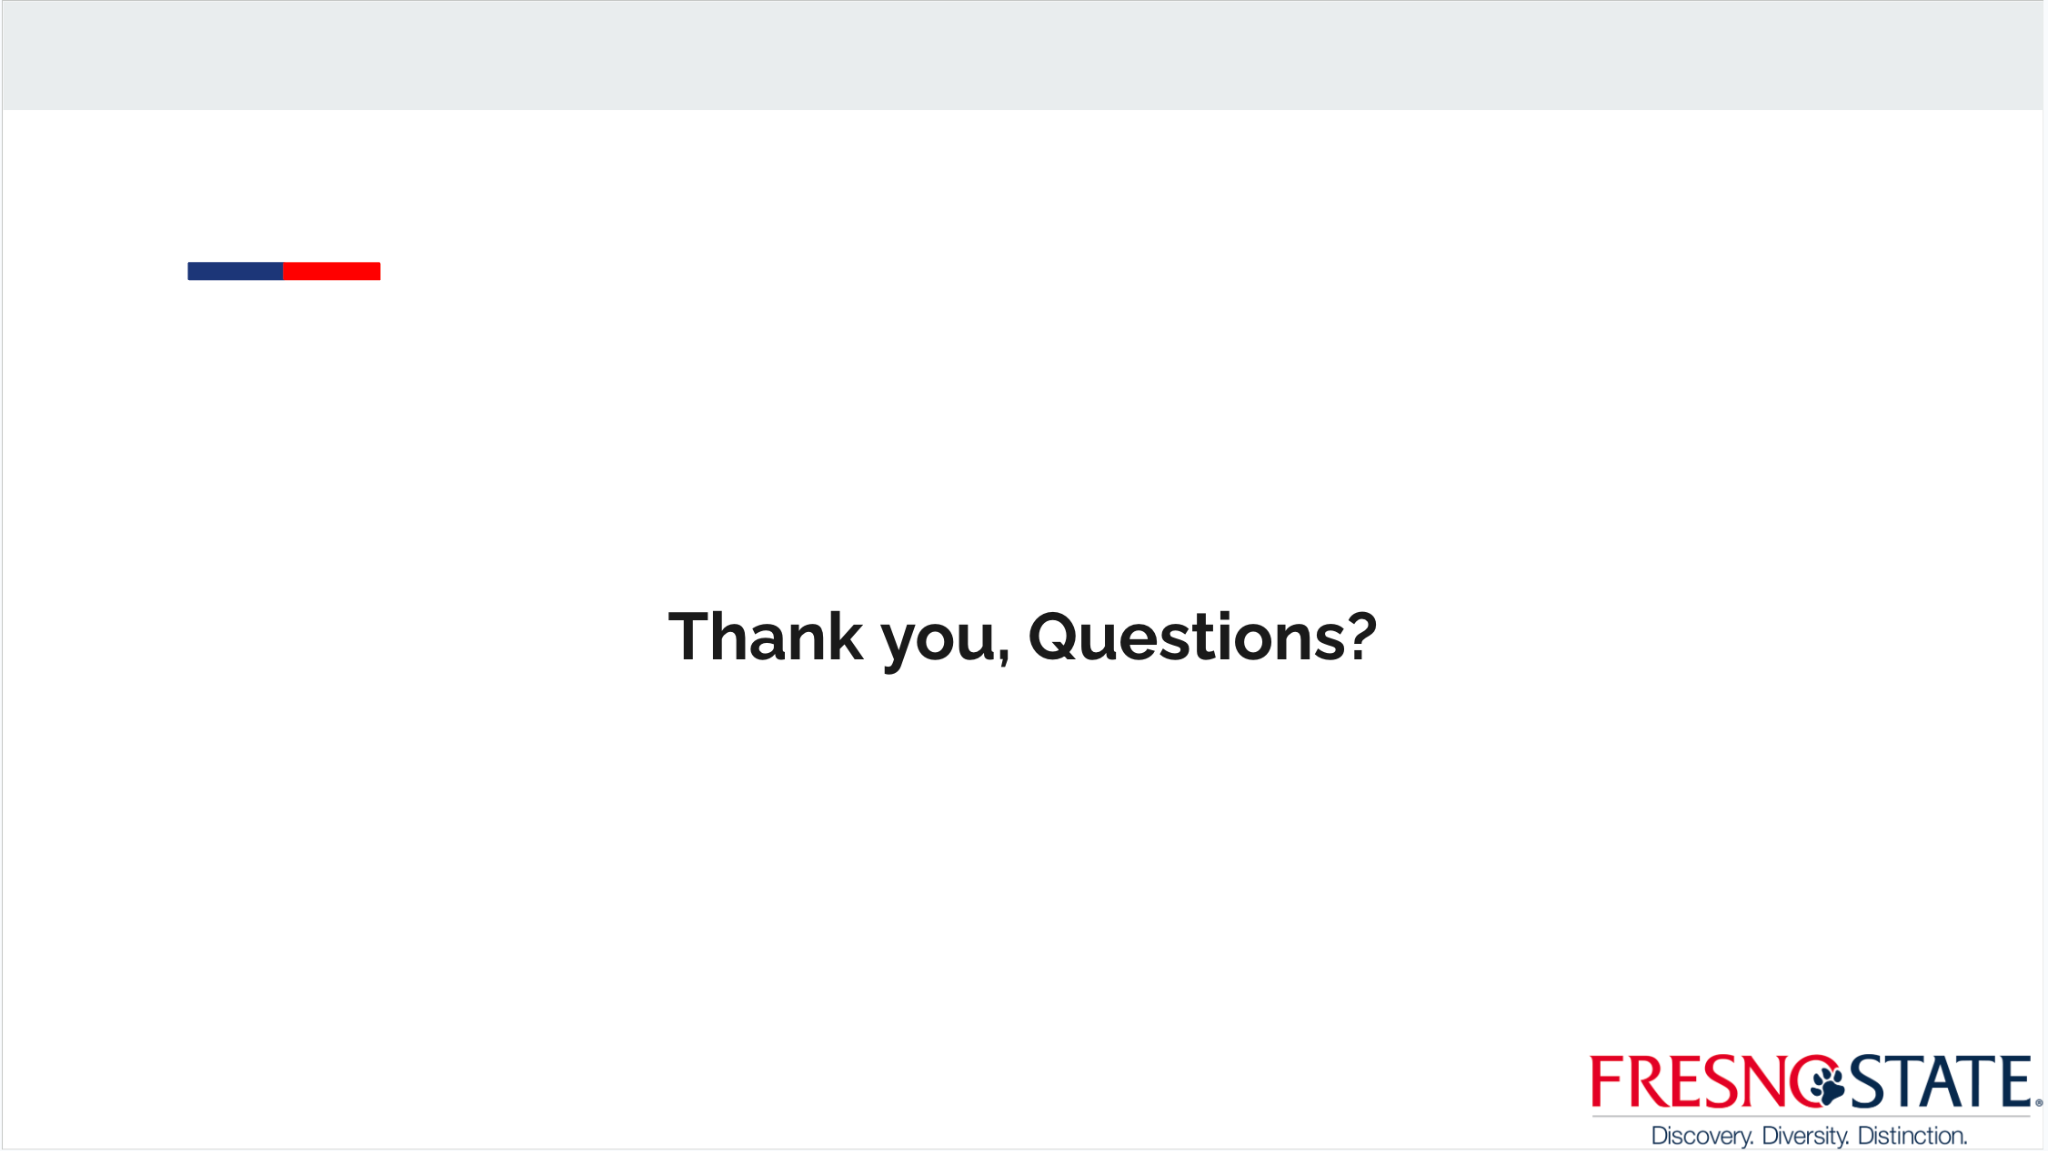 Thank you, Questions?
FRESNO STATE®
Discovery. Diversity. Distinction.